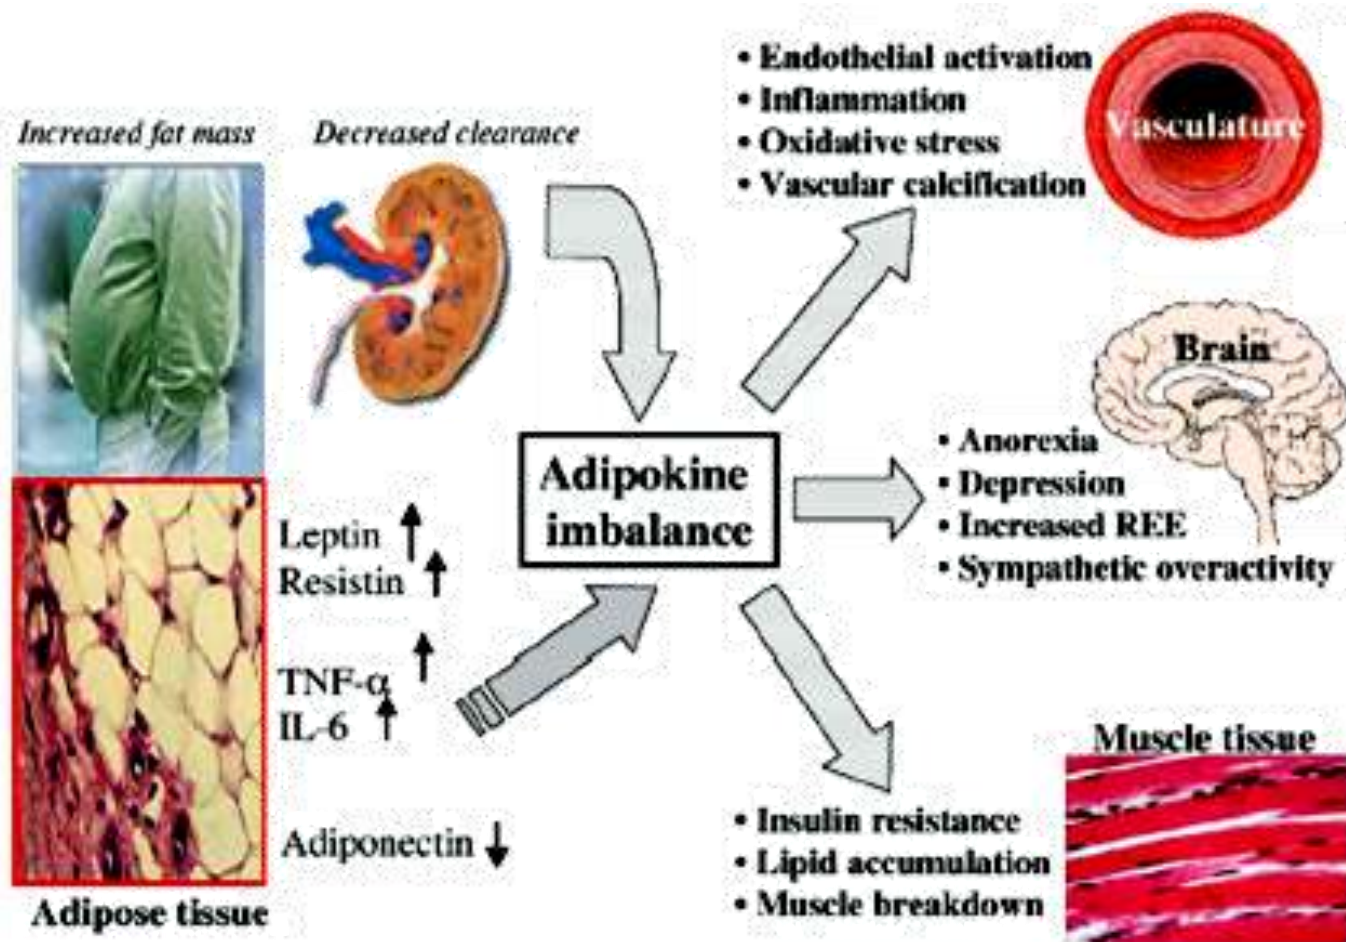 Increased fat mass
Decreased clearance
Leptin ↑
Resistin ↑
TNF-α ↑
IL-6 ↑
Adiponectin ↓
Adipose tissue
Adipokine
imbalance
• Endothelial activation
• Inflammation
• Oxidative stress
• Vascular calcification
Vasculature
Brain
• Anorexia
• Depression
• Increased REE
• Sympathetic overactivity
Muscle tissue
• Insulin resistance
• Lipid accumulation
• Muscle breakdown